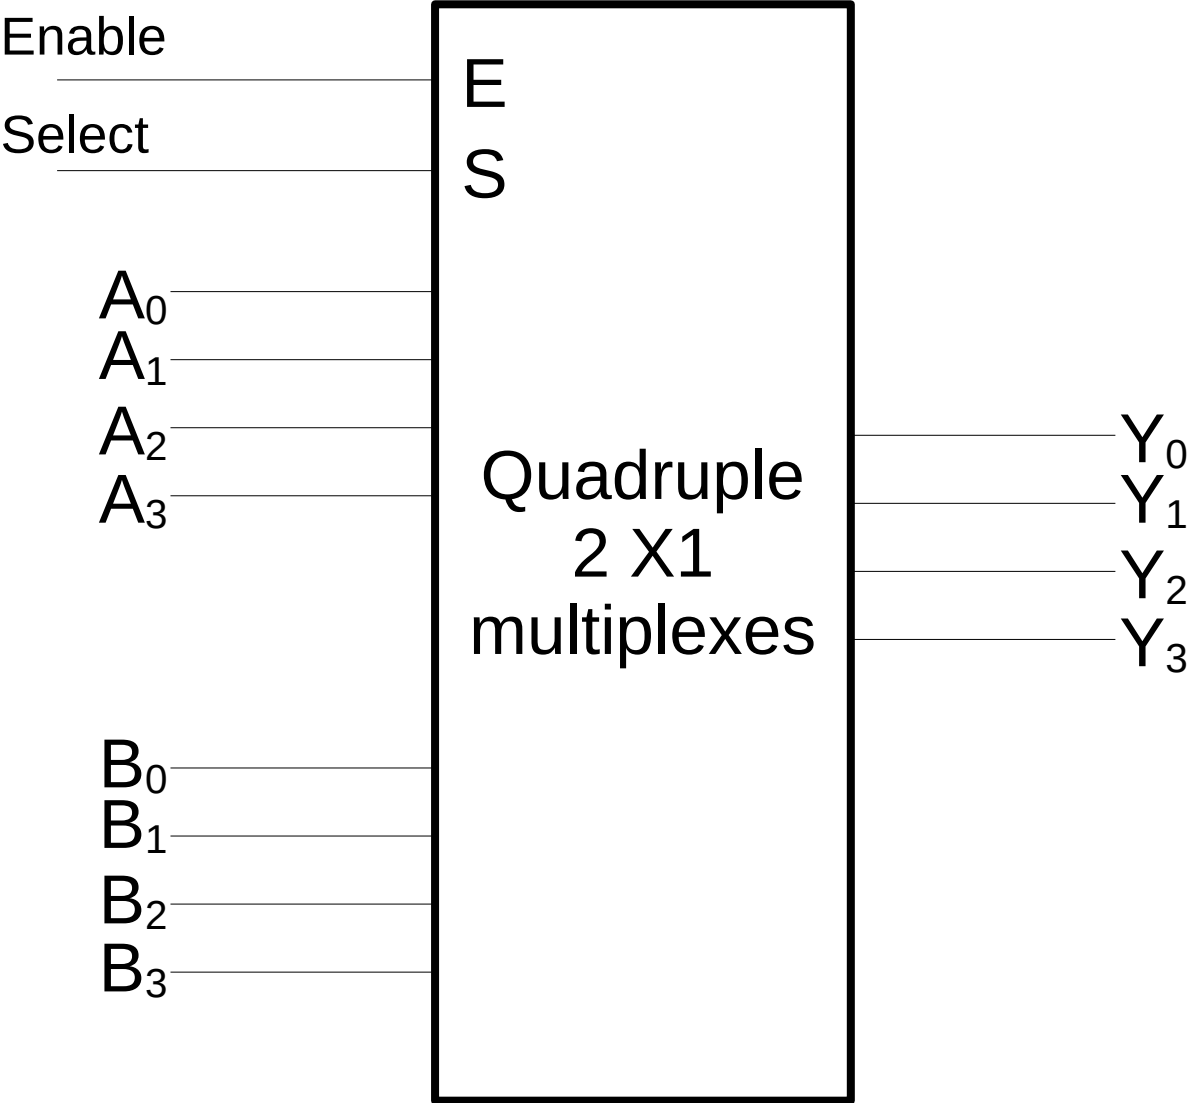 Enable
E
Select
S
A0
A1
A2
A3
Quadruple
2 X1
multiplexes
Y0
Y1
Y2
Y3
B0
B1
B2
B3